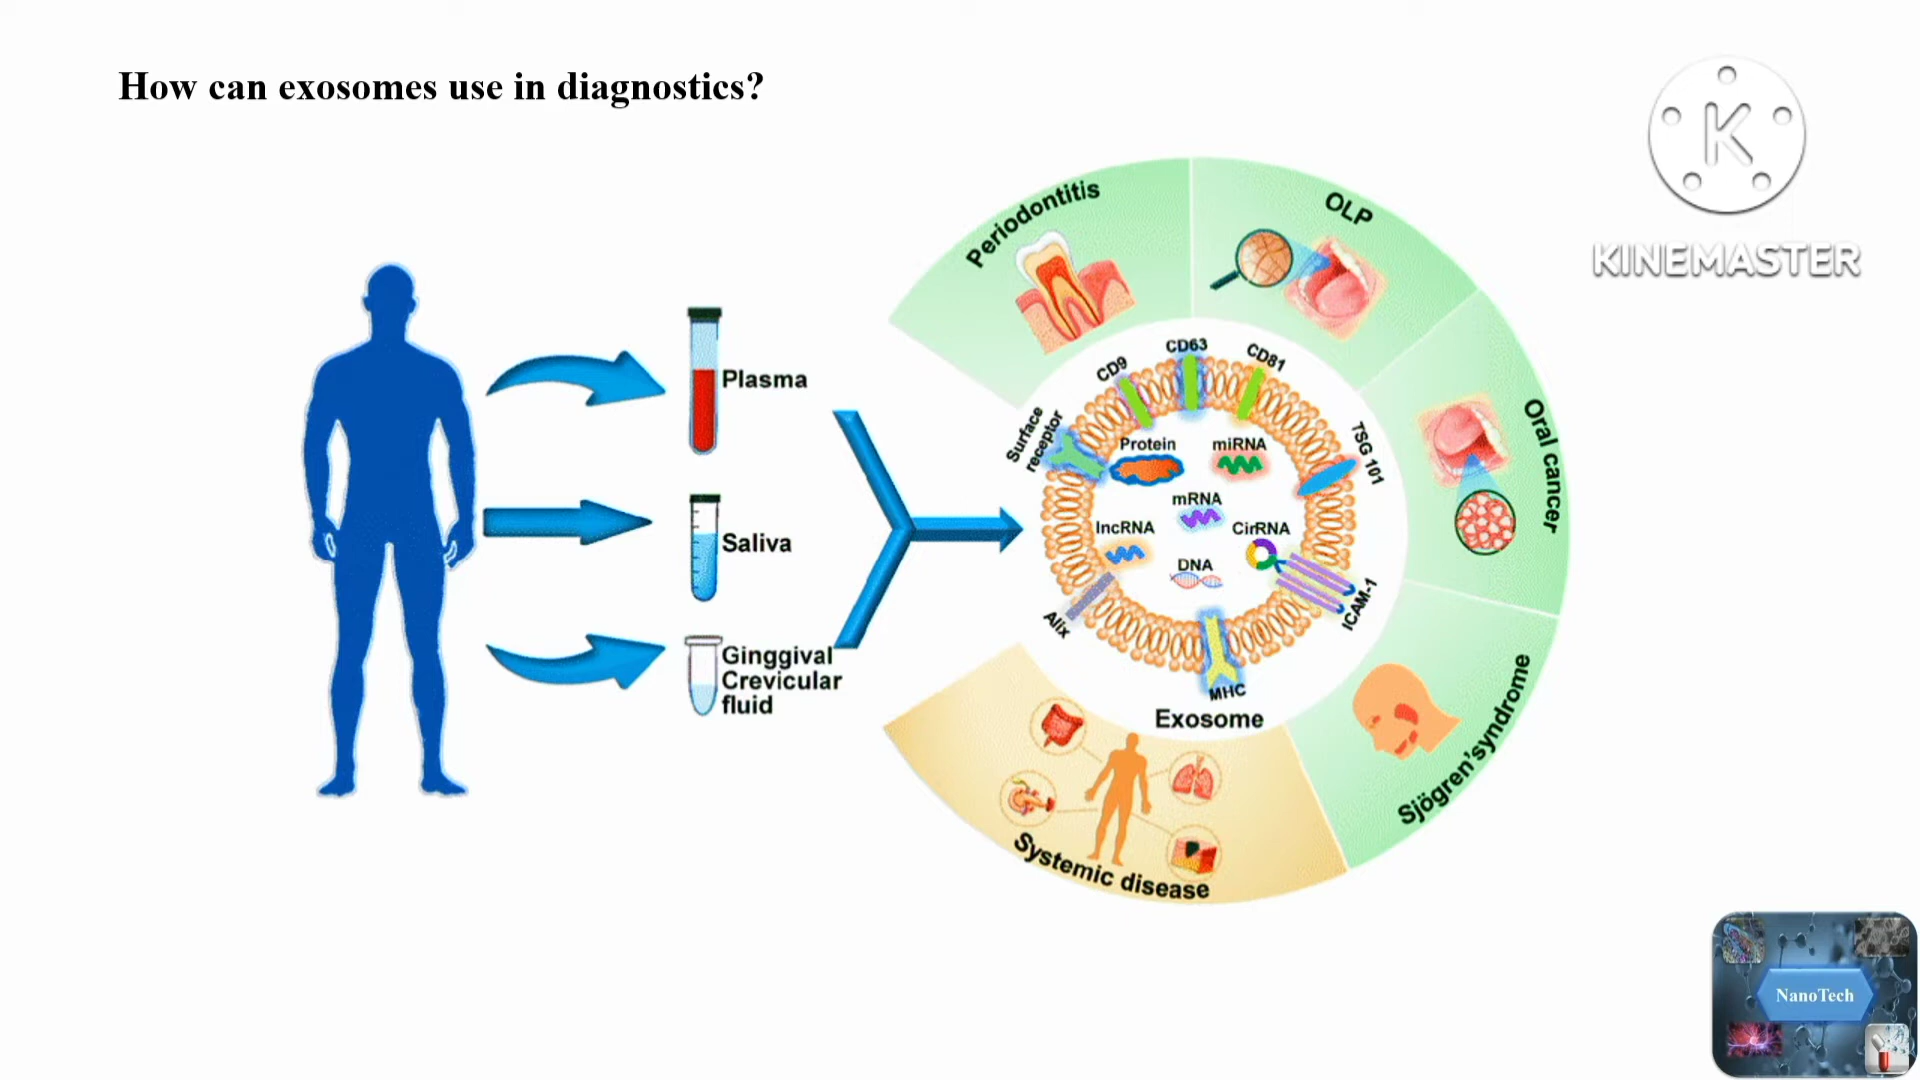 How can exosomes use in diagnostics?
K
KINEMASTER
Plasma
Saliva
Ginggival
Crevicular
fluid
Periodontitis
OLP
Oral cancer
Sjögren'syndrome
Systemic disease
Surface
receptor
CD9
CD63
CD81
TSG 101
ICAM-1
MHC
Alix
Protein
miRNA
mRNA
lncRNA
CirRNA
DNA
Exosome
NanoTech